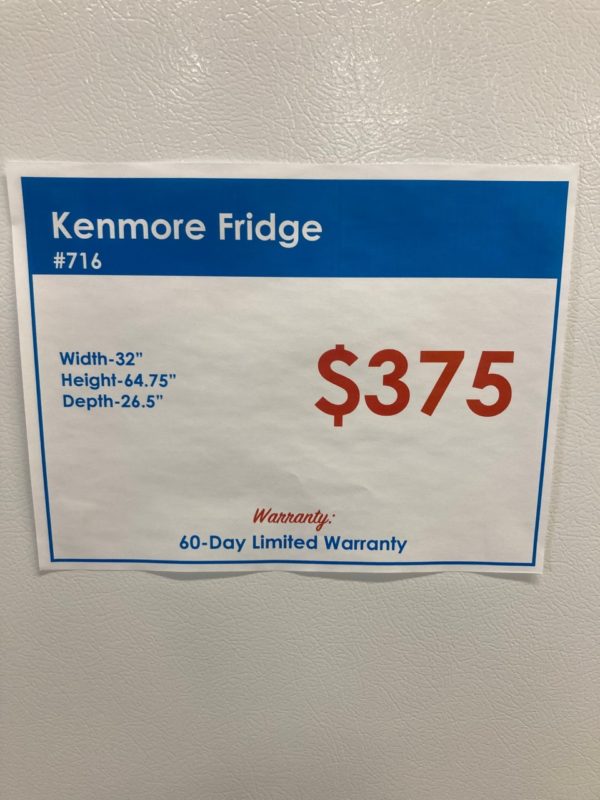 Kenmore Fridge
#716
Width-32"
Height-64.75"
Depth-26.5"
$375
Warranty:
60-Day Limited Warranty